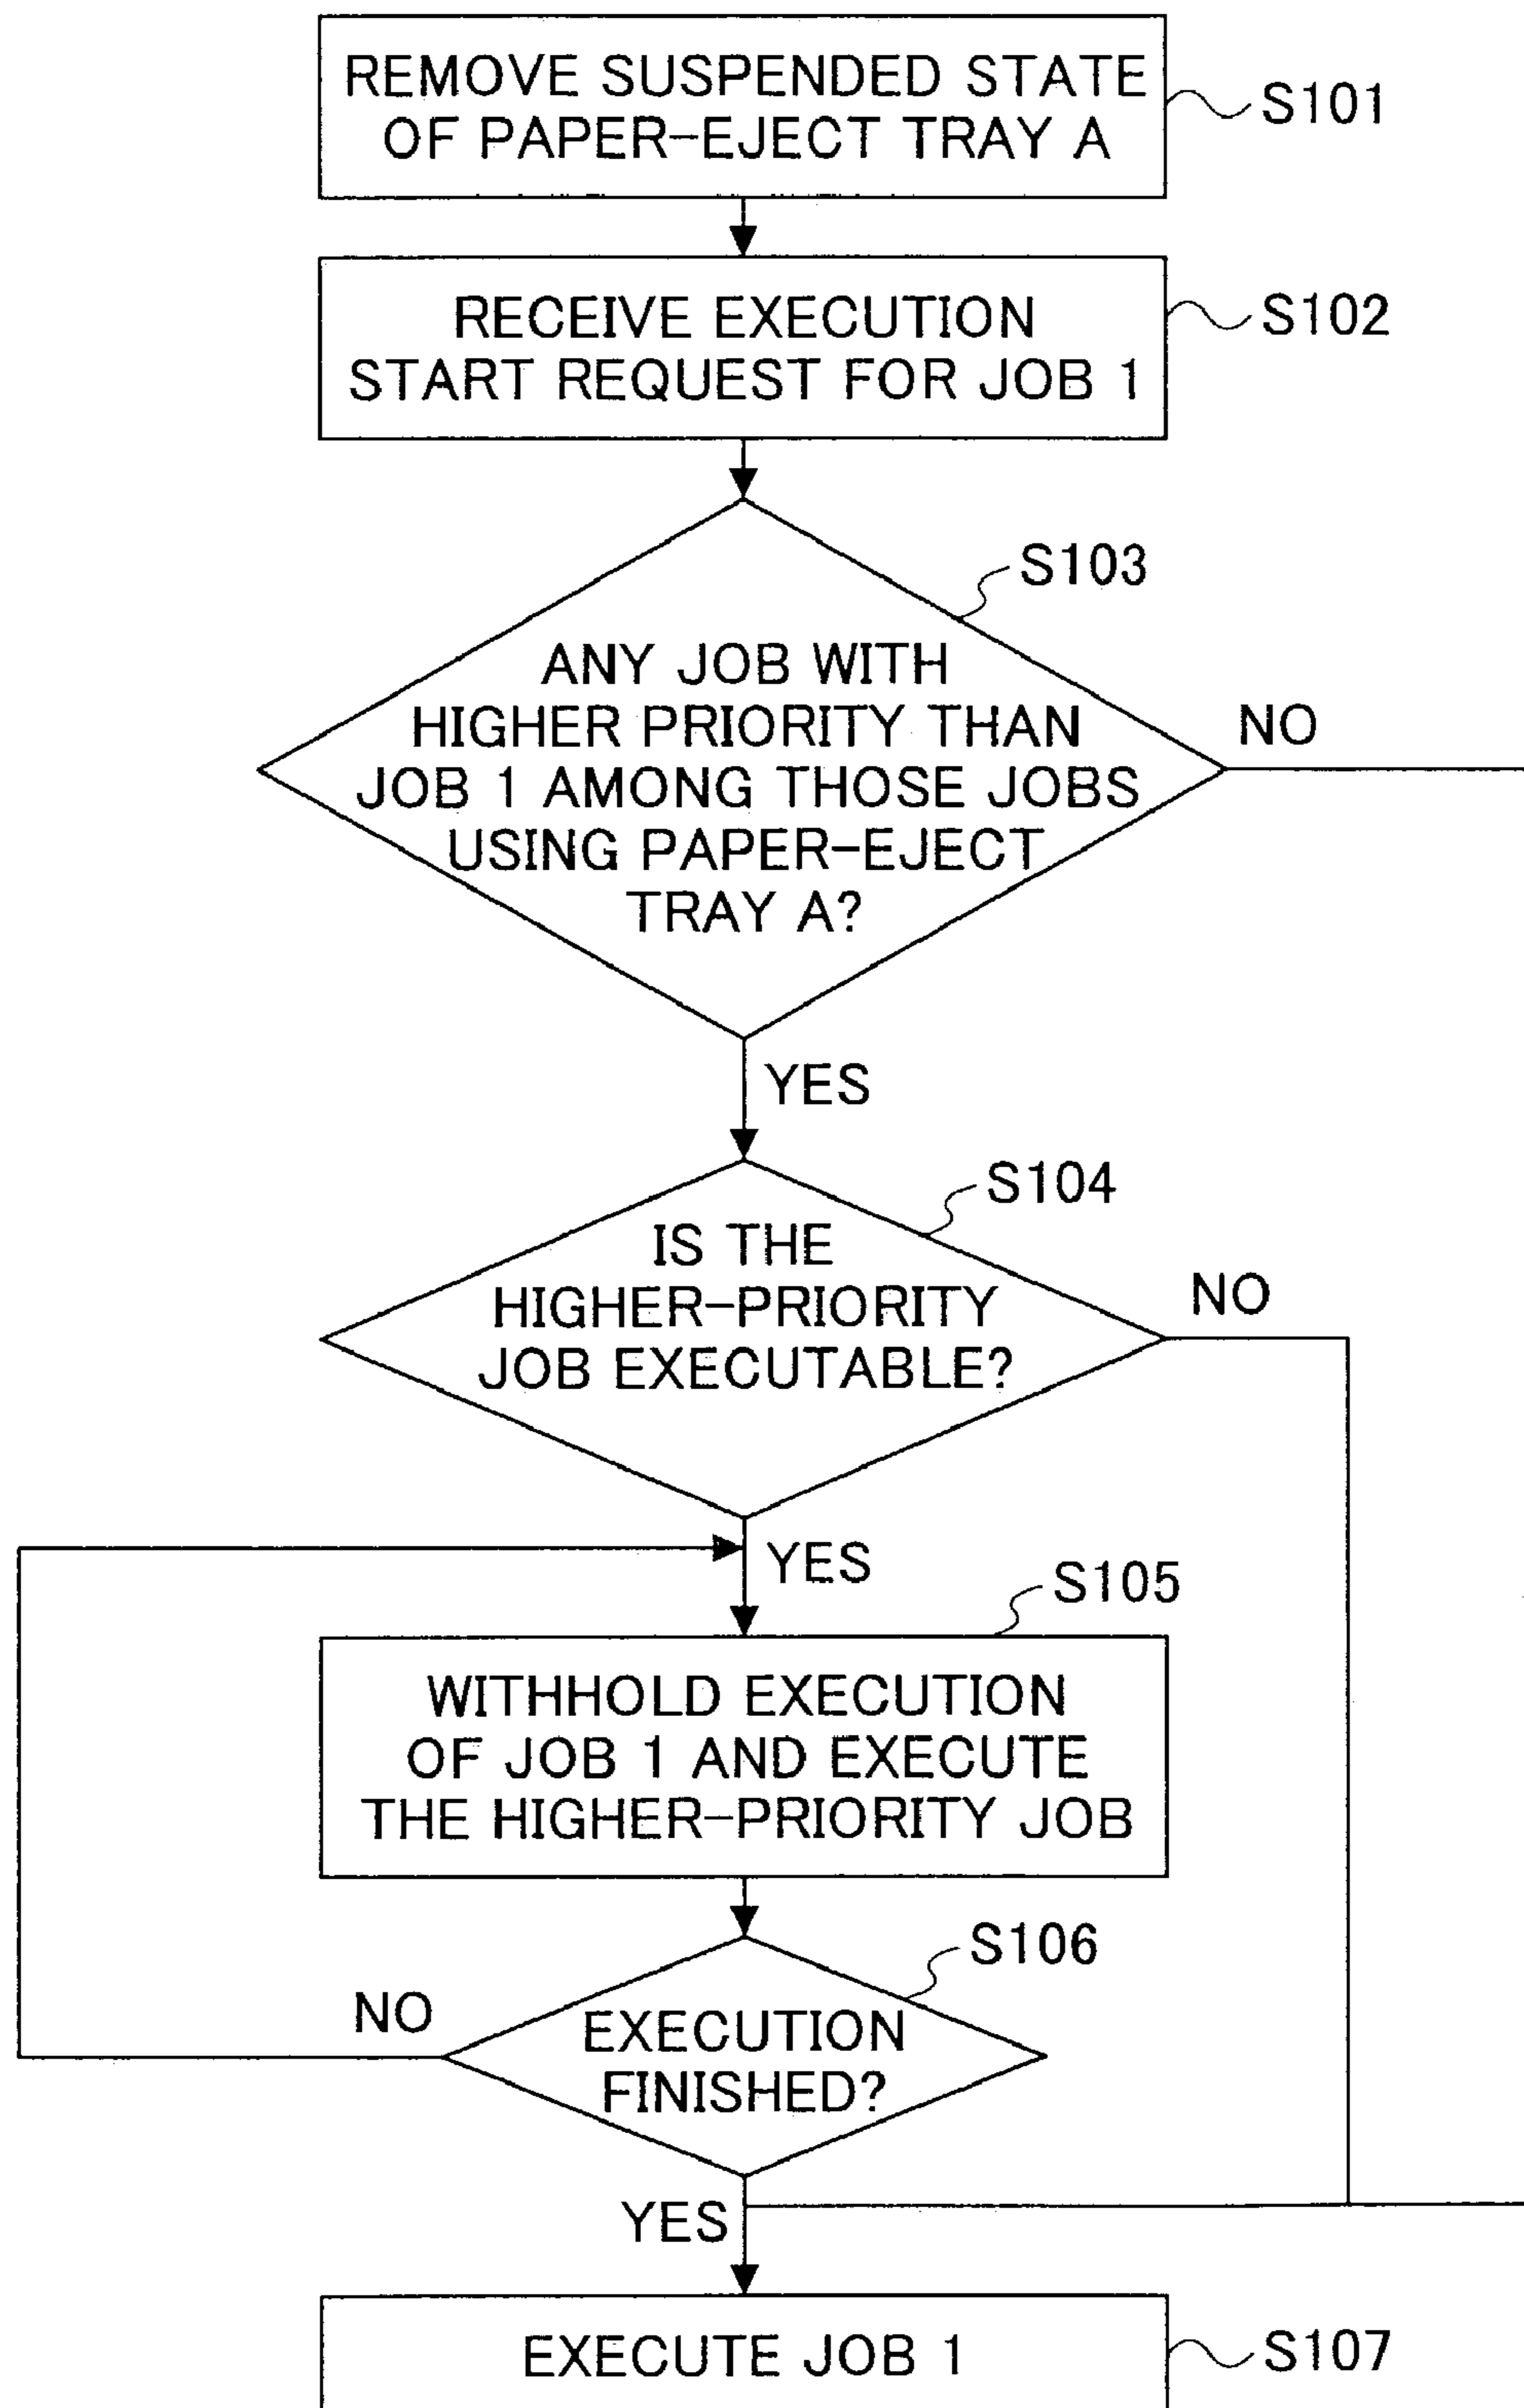 REMOVE SUSPENDED STATE
OF PAPER-EJECT TRAY A
S101
RECEIVE EXECUTION
START REQUEST FOR JOB 1
S102
S103
ANY JOB WITH
HIGHER PRIORITY THAN
JOB 1 AMONG THOSE JOBS
USING PAPER-EJECT
TRAY A?
NO
YES
S104
IS THE
HIGHER-PRIORITY
JOB EXECUTABLE?
NO
YES
S105
WITHHOLD EXECUTION
OF JOB 1 AND EXECUTE
THE HIGHER-PRIORITY JOB
S106
EXECUTION
FINISHED?
NO
YES
EXECUTE JOB 1
S107